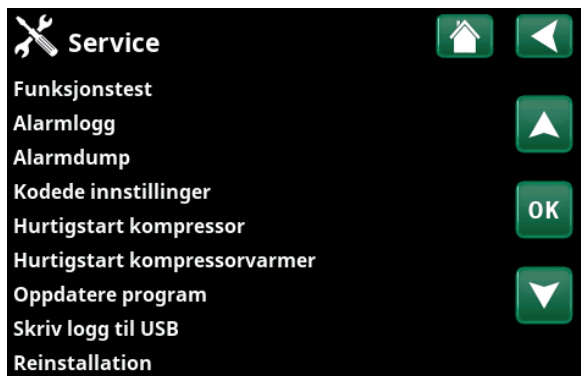 Service
Funksjonstest
Alarmlogg
Alarmdump
Kodede innstillinger
OK
Hurtigstart kompressor
Hurtigstart kompressorvarmer
Oppdatere program
Skriv logg til USB
Reinstallation